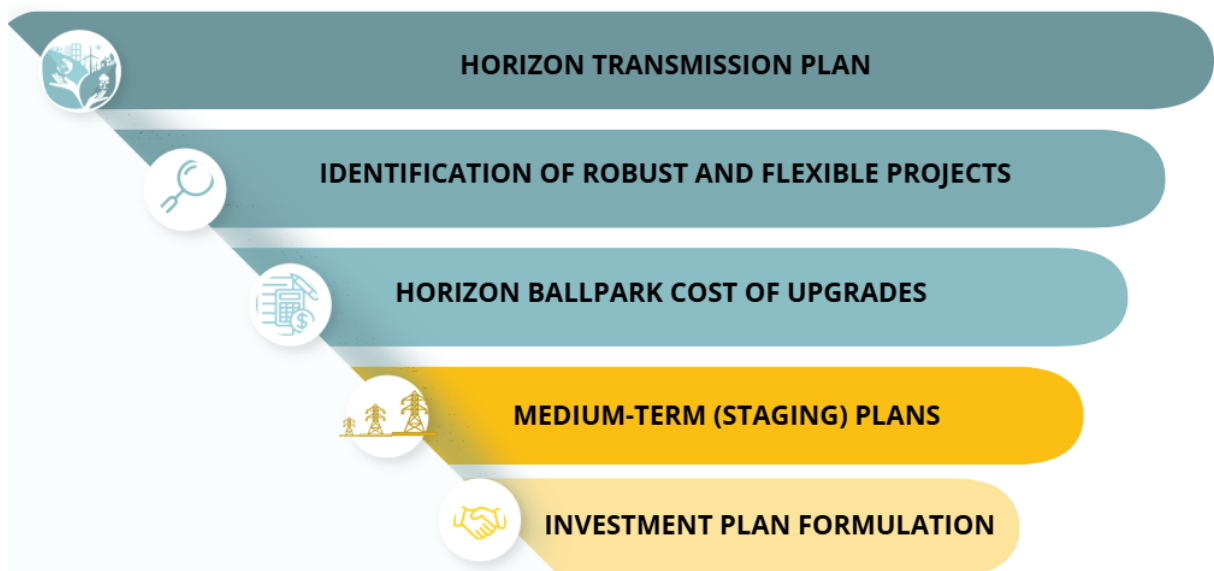 HORIZON TRANSMISSION PLAN
IDENTIFICATION OF ROBUST AND FLEXIBLE PROJECTS
HORIZON BALLPARK COST OF UPGRADES
MEDIUM-TERM (STAGING) PLANS
INVESTMENT PLAN FORMULATION